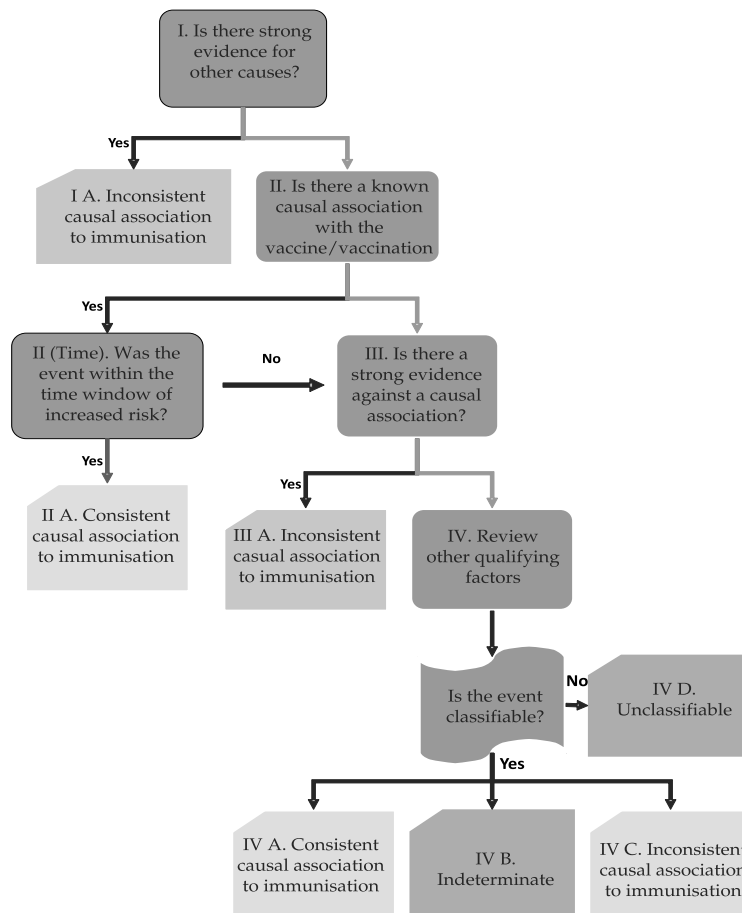 I. Is there strong
evidence for
other causes?
Yes
I A. Inconsistent
causal association
to immunisation
II. Is there a known
causal association
with the
vaccine/vaccination
Yes
II (Time). Was the
event within the
time window of
increased risk?
No
III. Is there a
strong evidence
against a causal
association?
Yes
II A. Consistent
causal association
to immunisation
Yes
III A. Inconsistent
casual association
to immunisation
IV. Review
other qualifying
factors
Is the event
classifiable?
No
IV D.
Unclassifiable
Yes
IV A. Consistent
causal association
to immunisation
IV B.
Indeterminate
IV C. Inconsistent
causal association
to immunisation